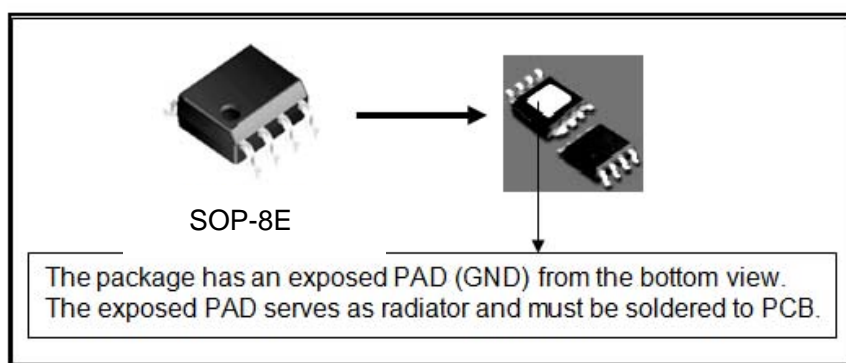 SOP-8E
The package has an exposed PAD (GND) from the bottom view.
The exposed PAD serves as radiator and must be soldered to PCB.